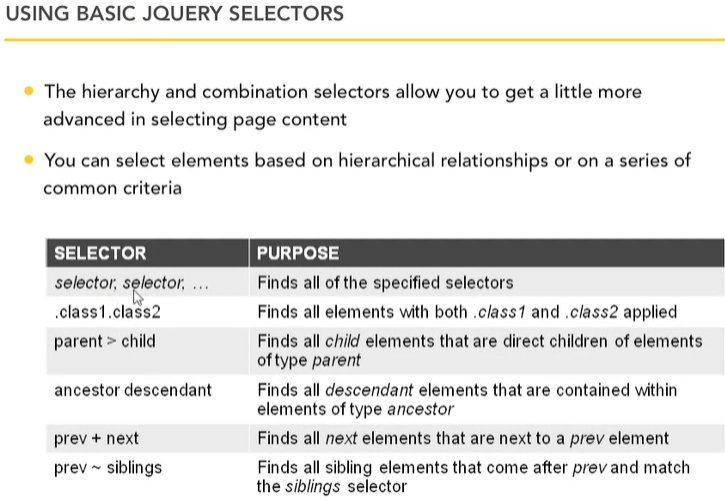 USING BASIC JQUERY SELECTORS
The hierarchy and combination selectors allow you to get a little more
advanced in selecting page content
You can select elements based on hierarchical relationships or on a series of
common criteria
SELECTOR PURPOSE
selector, selector, … Finds all of the specified selectors
.class1.class2 Finds all elements with both .class1 and .class2 applied
parent > child Finds all child elements that are direct children of elements
of type parent
ancestor descendant Finds all descendant elements that are contained within
elements of type ancestor
prev + next Finds all next elements that are next to a prev element
prev ~ siblings Finds all sibling elements that come after prev and match
the siblings selector